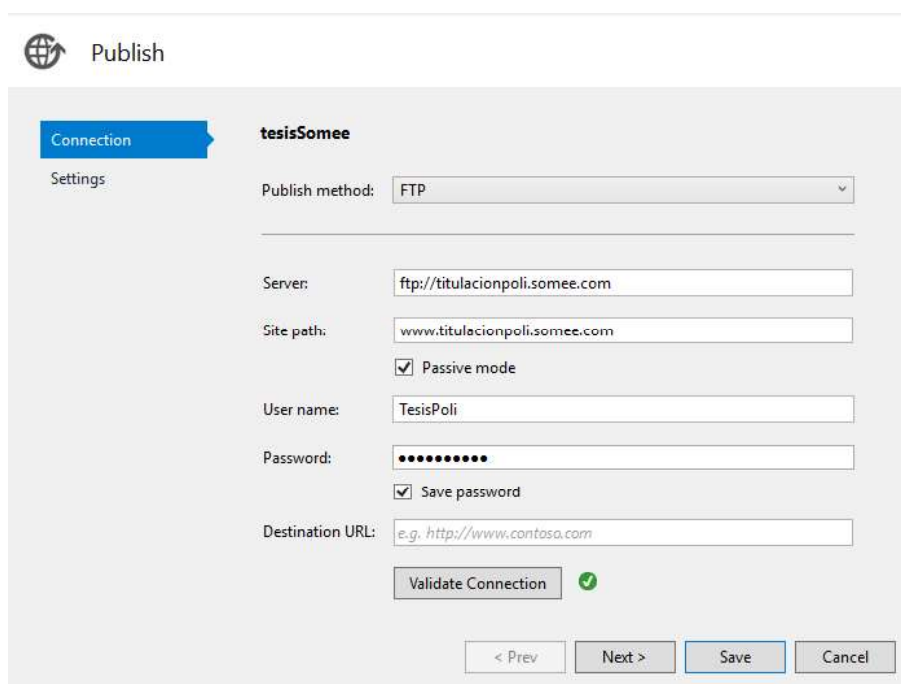 Publish
Connection
Settings
tesisSomee
Publish method: FTP
Server: ftp://titulacionpoli.somee.com
Site path: www.titulacionpoli.somee.com
Passive mode
User name: TesisPoli
Password: ●●●●●●●●●●
Save password
Destination URL: e.g. http://www.contoso.com
Validate Connection
< Prev Next > Save Cancel